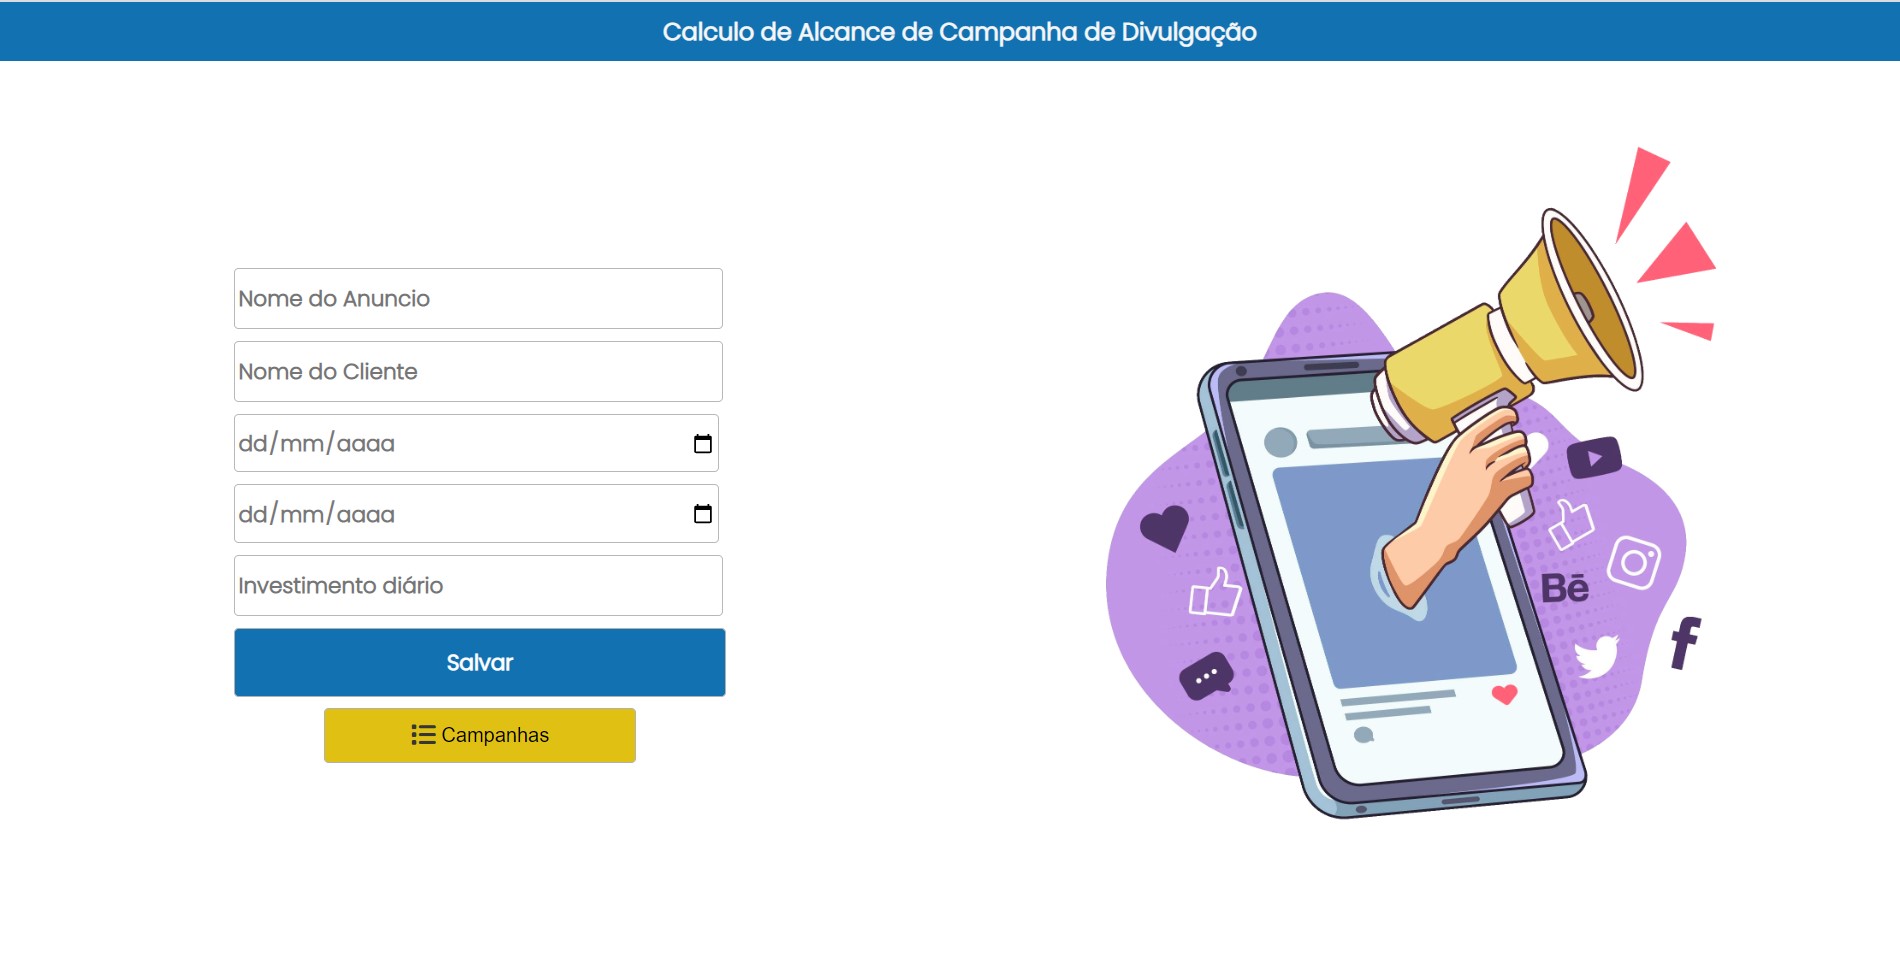 Calculo de Alcance de Campanha de Divulgação
Nome do Anuncio
Nome do Cliente
dd/mm/aaaa
dd/mm/aaaa
Investimento diário
Salvar
Campanhas
Bē